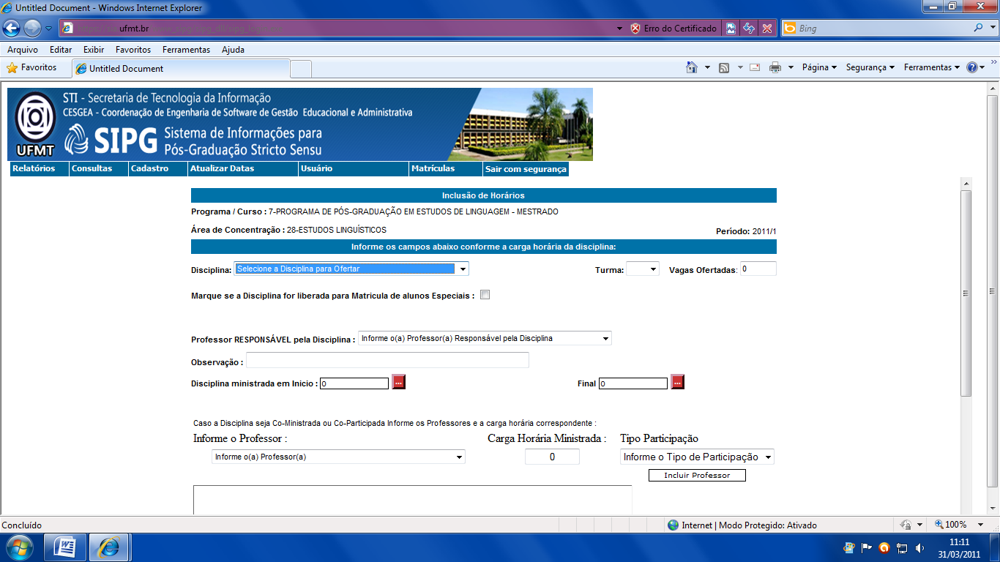 Untitled Document - Windows Internet Explorer
ufmt.br
Erro do Certificado
Bing
Arquivo Editar Exibir Favoritos Ferramentas Ajuda
Favoritos
Untitled Document
Página
Segurança
Ferramentas
STI - Secretaria de Tecnologia da Informação
CESGEA - Coordenação de Engenharia de Software de Gestão Educacional e Administrativa
UFMT
SIPG
Sistema de Informações para
Pós-Graduação Stricto Sensu
Relatórios Consultas Cadastro Atualizar Datas Usuário Matrículas Sair com segurança
Inclusão de Horários
Programa / Curso : 7-PROGRAMA DE PÓS-GRADUAÇÃO EM ESTUDOS DE LINGUAGEM - MESTRADO
Área de Concentração : 28-ESTUDOS LINGUÍSTICOS
Período: 2011/1
Informe os campos abaixo conforme a carga horária da disciplina:
Disciplina: Selecione a Disciplina para Ofertar
Turma:
Vagas Ofertadas: 0
Marque se a Disciplina for liberada para Matricula de alunos Especiais :
Professor RESPONSÁVEL pela Disciplina : Informe o(a) Professor(a) Responsável pela Disciplina
Observação :
Disciplina ministrada em Inicio : 0 ...
Final 0 ...
Caso a Disciplina seja Co-Ministrada ou Co-Participada Informe os Professores e a carga horária correspondente :
Informe o Professor : Carga Horária Ministrada : Tipo Participação
Informe o(a) Professor(a) 0 Informe o Tipo de Participação
Incluir Professor
Concluído
Internet | Modo Protegido: Ativado
100%
11:11
31/03/2011